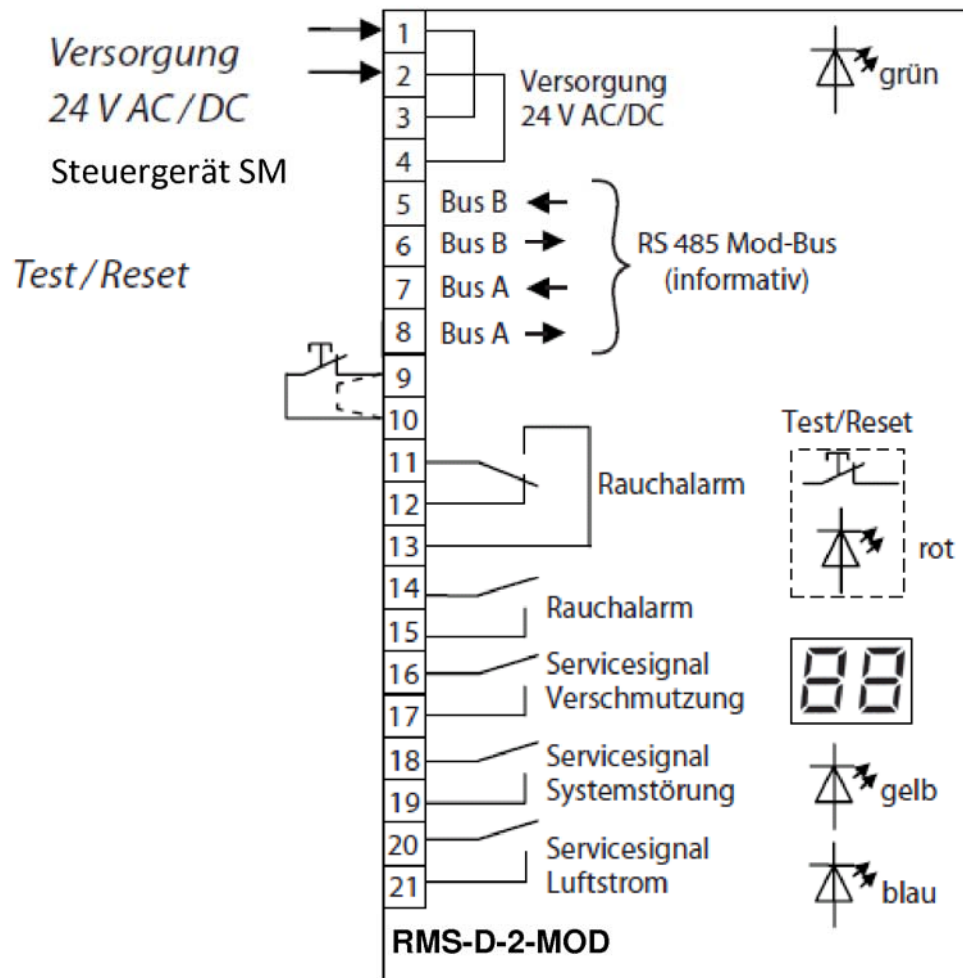 Versorgung
24 V AC/DC
Steuergerät SM
Test/Reset
1
2
3
4
5
6
7
8
9
10
11
12
13
14
15
16
17
18
19
20
21
Versorgung
24 V AC/DC
Bus B
Bus B
Bus A
Bus A
RS 485 Mod-Bus
(informativ)
Rauchalarm
Rauchalarm
Servicesignal
Verschmutzung
Servicesignal
Systemstörung
Servicesignal
Luftstrom
grün
Test/Reset
rot
88
gelb
blau
RMS-D-2-MOD